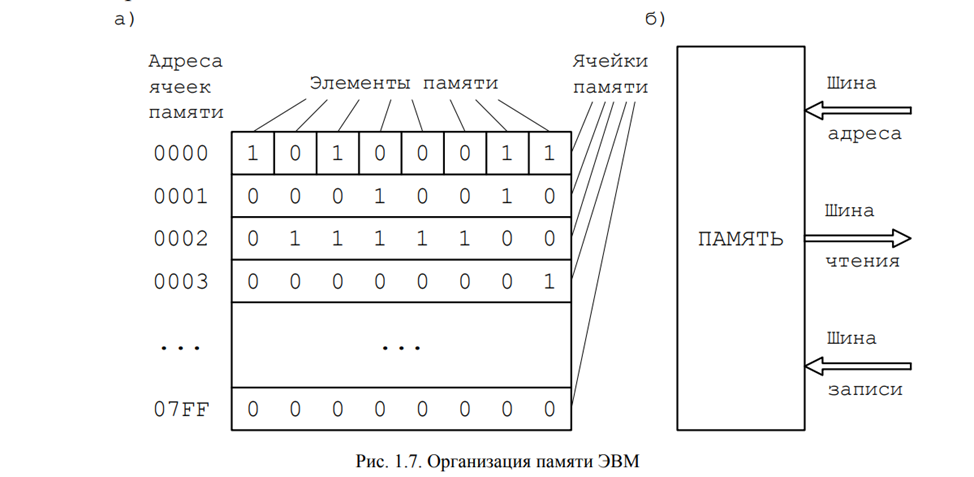 а)
Адреса
ячеек
памяти
Элементы памяти
Ячейки
памяти
0000 1 0 1 0 0 0 1 1
0001 0 0 0 1 0 0 1 0
0002 0 1 1 1 1 1 0 0
0003 0 0 0 0 0 0 0 1
... ...
07FF 0 0 0 0 0 0 0 0
б)
ПАМЯТЬ
Шина
адреса
Шина
чтения
Шина
записи
Рис. 1.7. Организация памяти ЭВМ